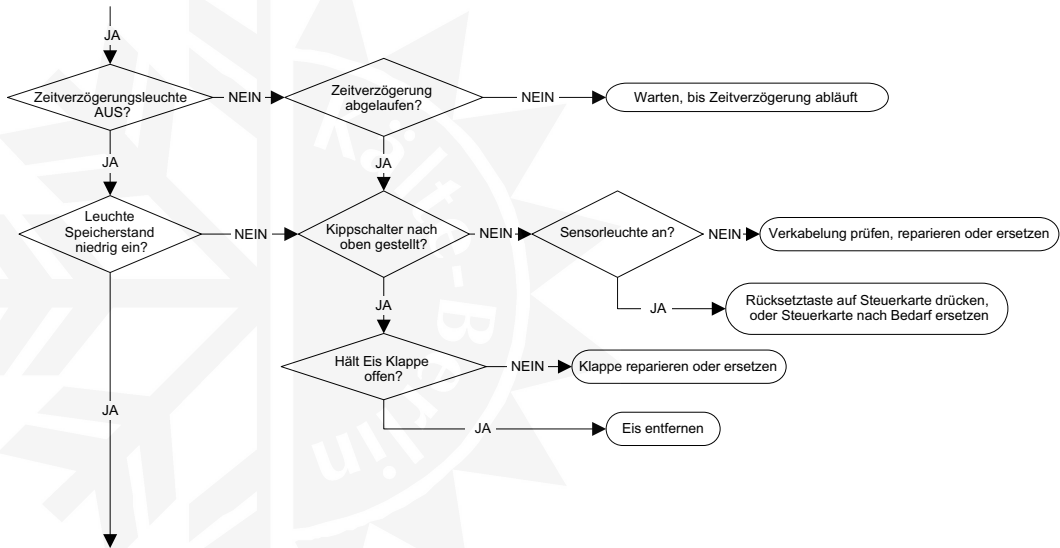 JA
Zeitverzögerungsleuchte
AUS?
NEIN
Zeitverzögerung
abgelaufen?
NEIN
Warten, bis Zeitverzögerung abläuft
JA
JA
Leuchte
Speicherstand
niedrig ein?
NEIN
Kippschalter nach
oben gestellt?
NEIN
Sensorleuchte an?
NEIN
Verkabelung prüfen, reparieren oder ersetzen
JA
JA
Rücksetztaste auf Steuerkarte drücken,
oder Steuerkarte nach Bedarf ersetzen
Hält Eis Klappe
offen?
NEIN
Klappe reparieren oder ersetzen
JA
JA
Eis entfernen
Kälte-Berlin